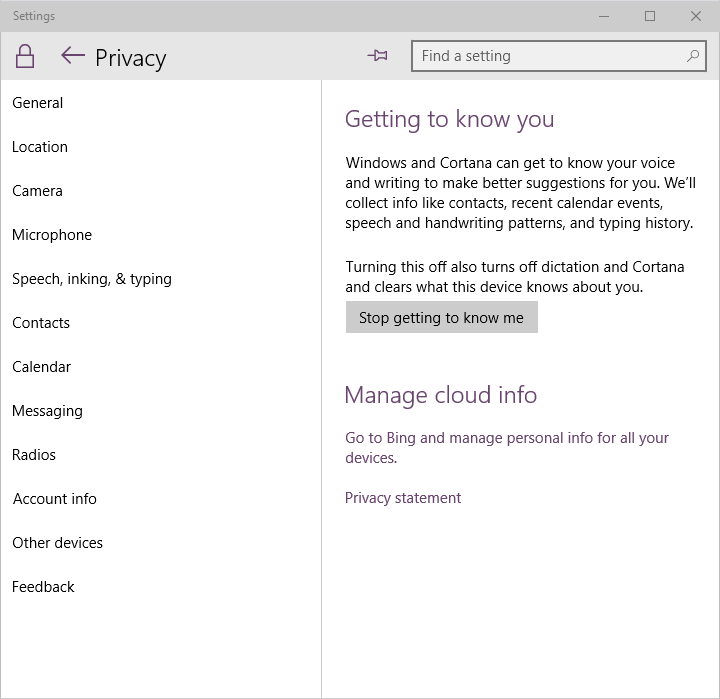 Settings
Privacy
Find a setting
General
Location
Camera
Microphone
Speech, inking, & typing
Contacts
Calendar
Messaging
Radios
Account info
Other devices
Feedback
Getting to know you
Windows and Cortana can get to know your voice
and writing to make better suggestions for you. We’ll
collect info like contacts, recent calendar events,
speech and handwriting patterns, and typing history.
Turning this off also turns off dictation and Cortana
and clears what this device knows about you.
Stop getting to know me
Manage cloud info
Go to Bing and manage personal info for all your
devices.
Privacy statement